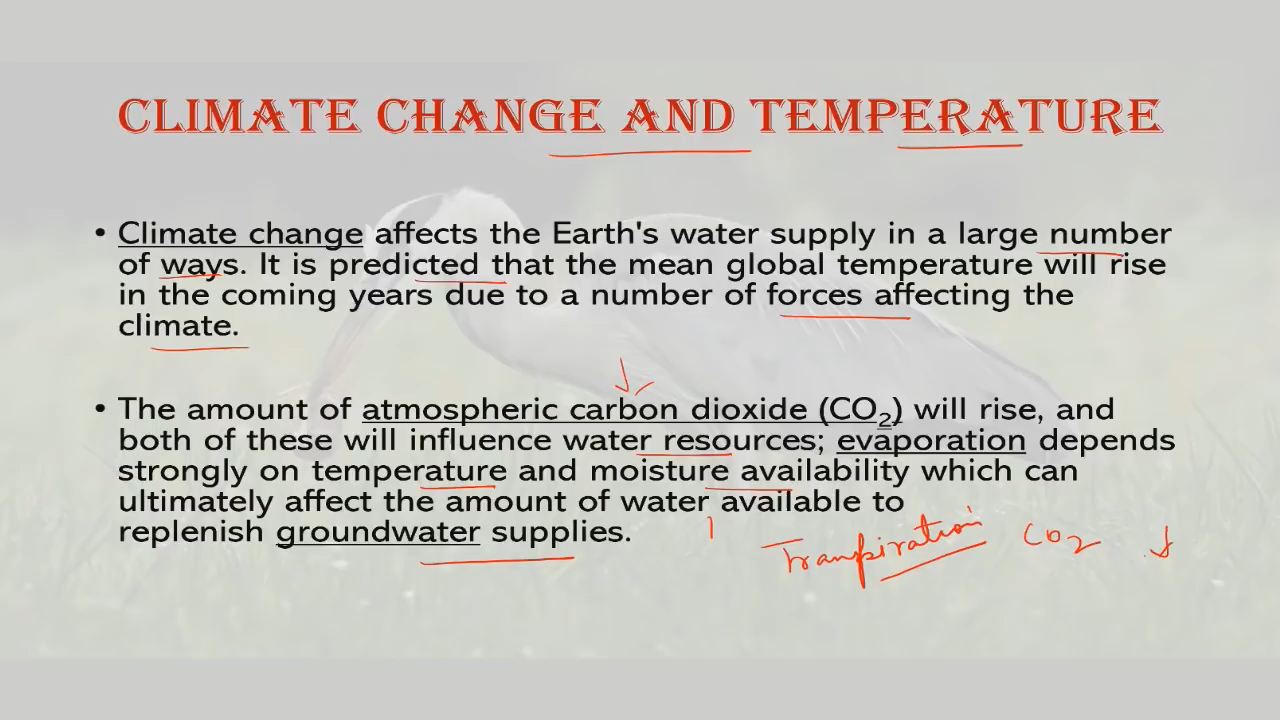 CLIMATE CHANGE AND TEMPERATURE
• Climate change affects the Earth's water supply in a large number
of ways. It is predicted that the mean global temperature will rise
in the coming years due to a number of forces affecting the
climate.
• The amount of atmospheric carbon dioxide (CO₂) will rise, and
both of these will influence water resources; evaporation depends
strongly on temperature and moisture availability which can
ultimately affect the amount of water available to
replenish groundwater supplies.
Transpiration CO₂ ↓